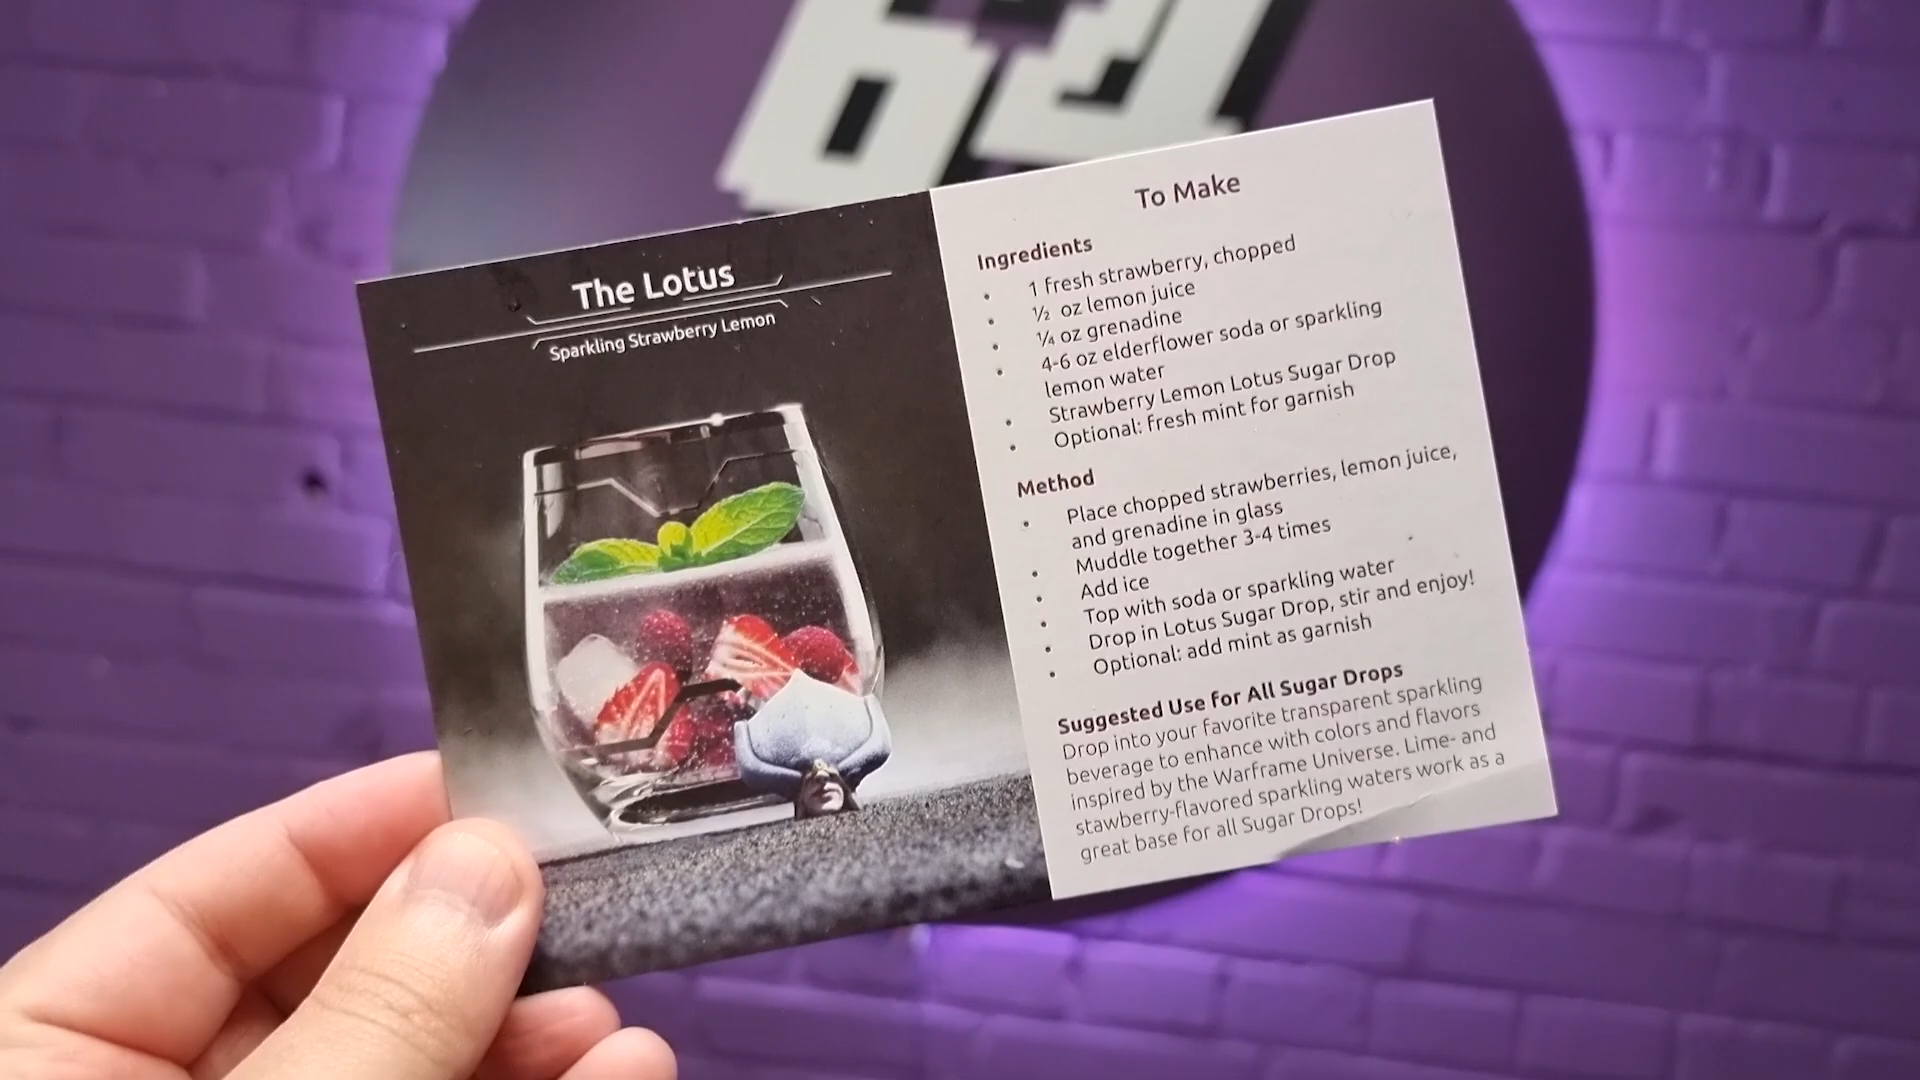 61
The Lotus
Sparkling Strawberry Lemon
To Make
Ingredients
• 1 fresh strawberry, chopped
• ½ oz lemon juice
• ¼ oz grenadine
• 4-6 oz elderflower soda or sparkling
lemon water
• Strawberry Lemon Lotus Sugar Drop
• Optional: fresh mint for garnish
Method
• Place chopped strawberries, lemon juice,
and grenadine in glass
• Muddle together 3-4 times
• Add ice
• Top with soda or sparkling water
• Drop in Lotus Sugar Drop, stir and enjoy!
• Optional: add mint as garnish
Suggested Use for All Sugar Drops
Drop into your favorite transparent sparkling
beverage to enhance with colors and flavors
inspired by the Warframe Universe. Lime- and
stawberry-flavored sparkling waters work as a
great base for all Sugar Drops!